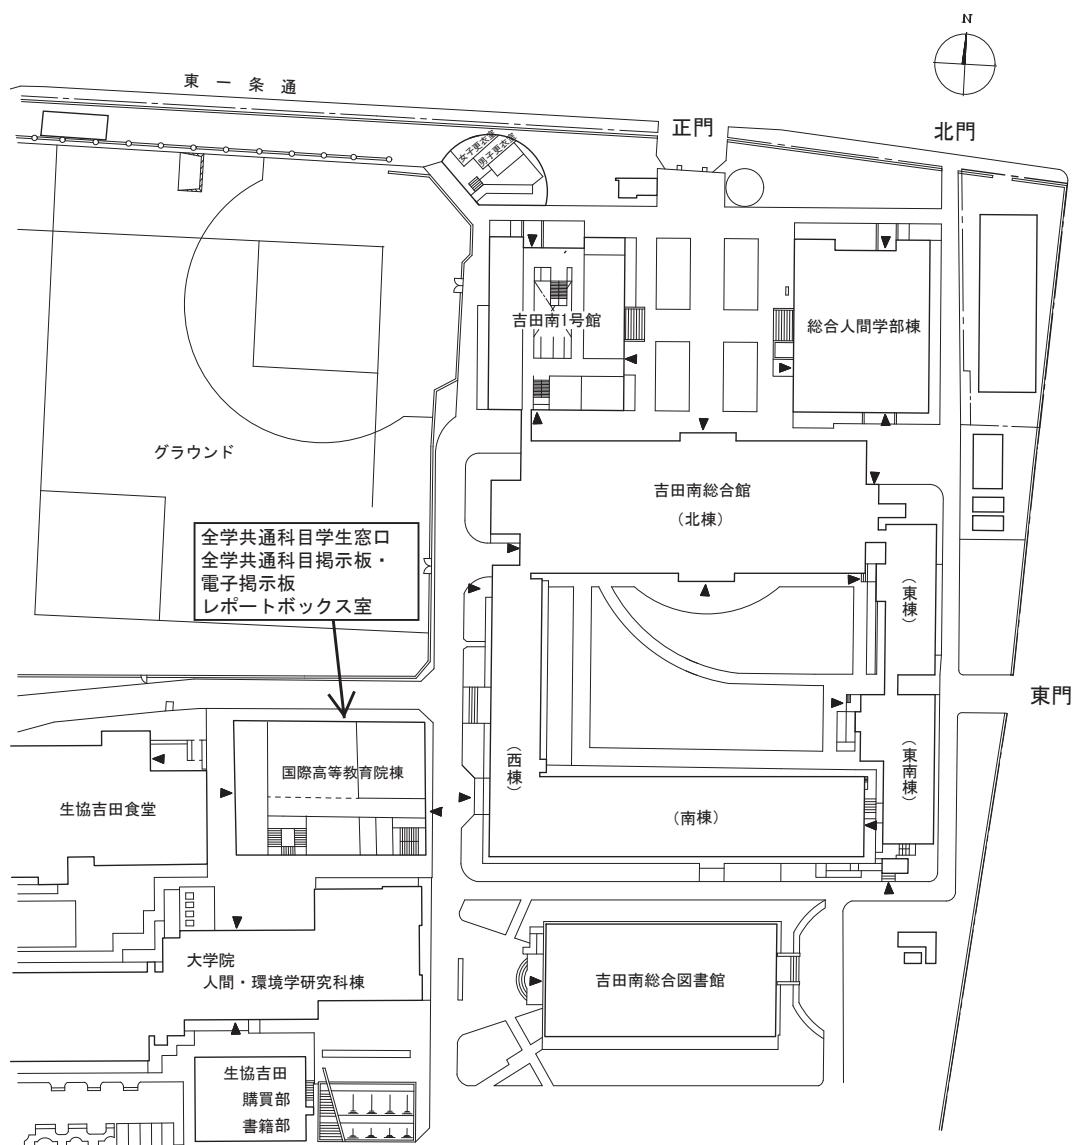 N
東一条通
正門
北門
女子更衣室
男子更衣室
吉田南1号館
総合人間学部棟
グラウンド
吉田南総合館
(北棟)
全学共通科目学生窓口
全学共通科目掲示板・
電子掲示板
レポートボックス室
(東棟)
東門
(西棟)
(東南棟)
国際高等教育院棟
生協吉田食堂
(南棟)
大学院
人間・環境学研究科棟
吉田南総合図書館
生協吉田
購買部
書籍部